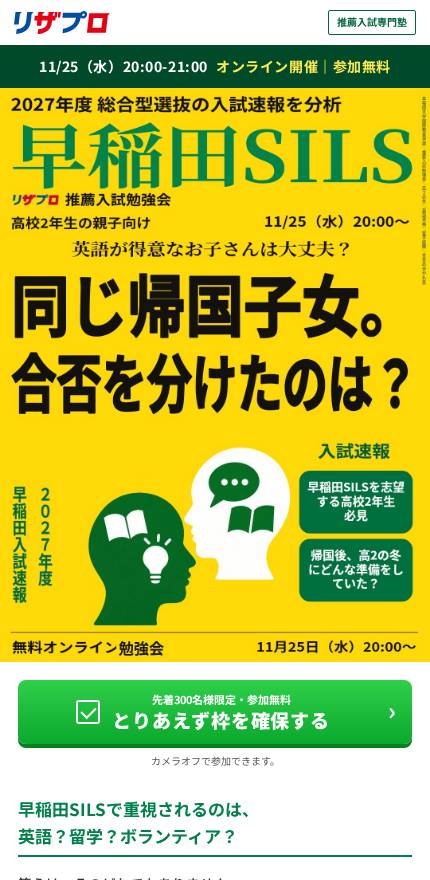 リザプロ
推薦入試専門塾
11/25（水）20:00-21:00 オンライン開催｜参加無料
2027年度 総合型選抜の入試速報を分析
早稲田SILS
リザプロ 推薦入試勉強会
高校2年生の親子向け
11/25（水）20:00〜
英語が得意なお子さんは大丈夫？
同じ帰国子女。
合否を分けたのは？
入試速報
早稲田SILSを志望
する高校2年生
必見
帰国後、高2の冬
にどんな準備をし
ていた？
2027年度
早稲田入試速報
無料オンライン勉強会
11月25日（水）20:00〜
先着300名様限定・参加無料
とりあえず枠を確保する
›
カメラオフで参加できます。
早稲田SILSで重視されるのは、
英語？留学？ボランティア？